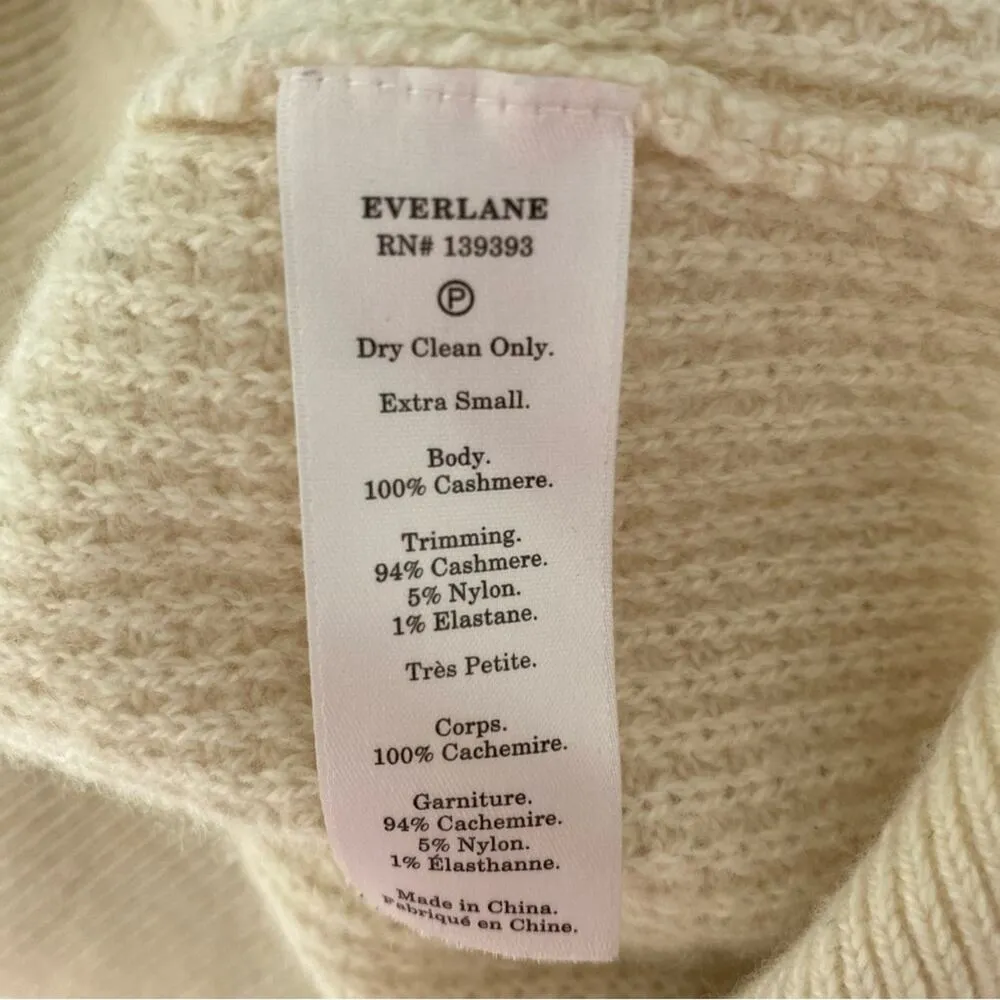 EVERLANE
RN# 139393
P
Dry Clean Only.
Extra Small.
Body.
100% Cashmere.
Trimming.
94% Cashmere.
5% Nylon.
1% Elastane.
Très Petite.
Corps.
100% Cachemire.
Garniture.
94% Cachemire.
5% Nylon.
1% Élasthanne.
Made in China.
Fabriqué en Chine.